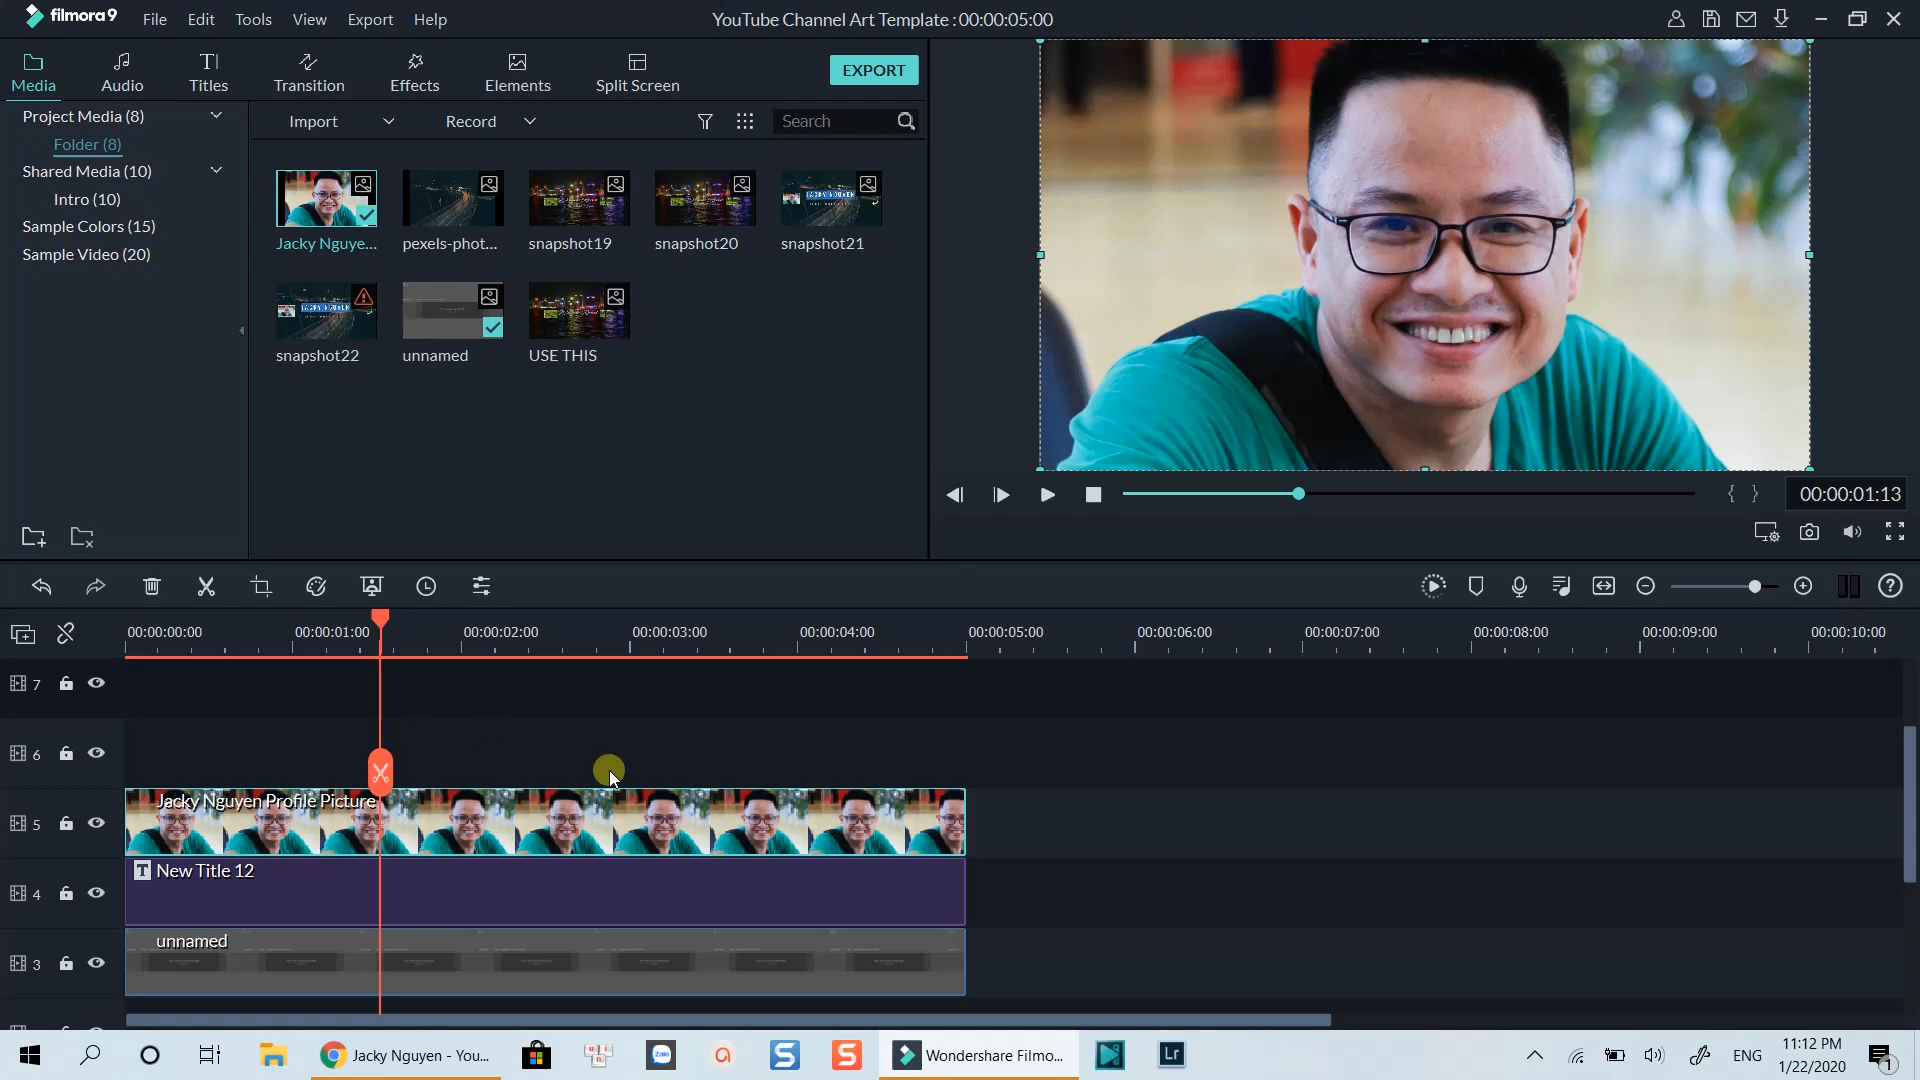 filmora9
File Edit Tools View Export Help
YouTube Channel Art Template : 00:00:05:00
Media Audio Titles Transition Effects Elements Split Screen
EXPORT
Project Media (8)
Folder (8)
Shared Media (10)
Intro (10)
Sample Colors (15)
Sample Video (20)
Import Record Search
Jacky Nguye... pexels-phot... snapshot19 snapshot20 snapshot21
snapshot22 unnamed USE THIS
{ } 00:00:01:13
00:00:00:00 00:00:01:00 00:00:02:00 00:00:03:00 00:00:04:00 00:00:05:00 00:00:06:00 00:00:07:00 00:00:08:00 00:00:09:00 00:00:10:00
7
6
5 Jacky Nguyen Profile Picture
4 T New Title 12
3 unnamed
Jacky Nguyen - You... Zalo S S Wondershare Filmo... Lr
ENG 11:12 PM
1/22/2020
1